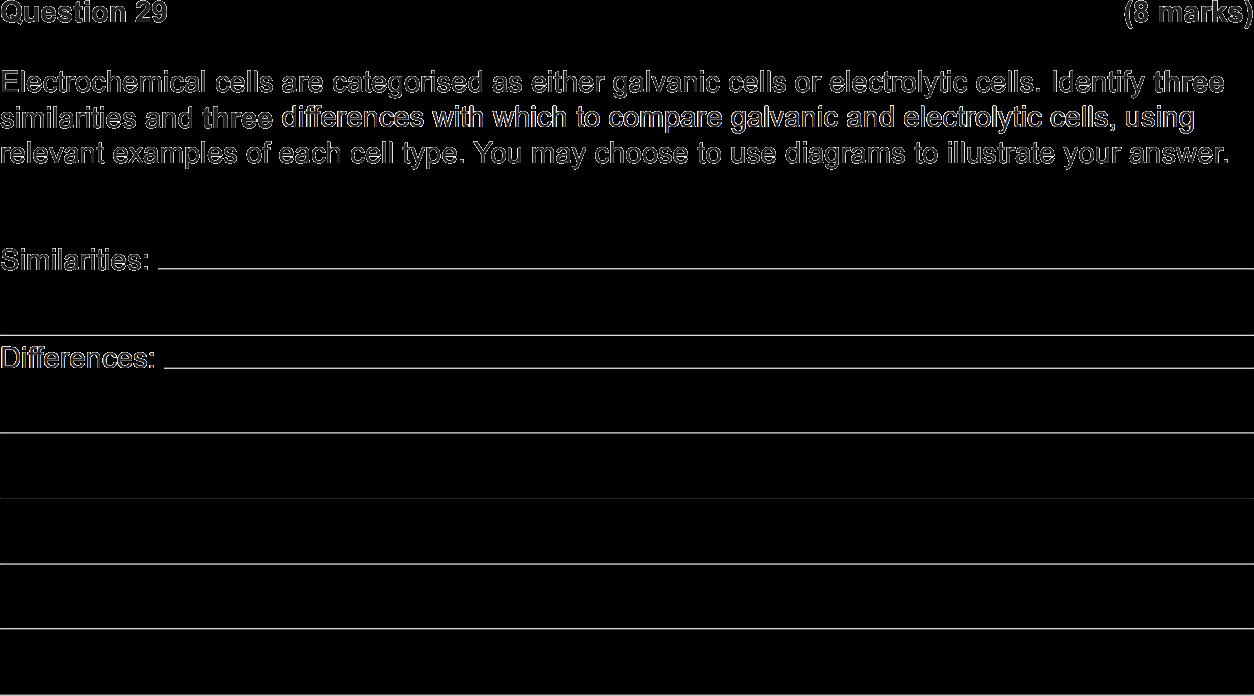 Question 29 (8 marks)
Electrochemical cells are categorised as either galvanic cells or electrolytic cells. Identify three
similarities and three differences with which to compare galvanic and electrolytic cells, using
relevant examples of each cell type. You may choose to use diagrams to illustrate your answer.
Similarities:
Differences: